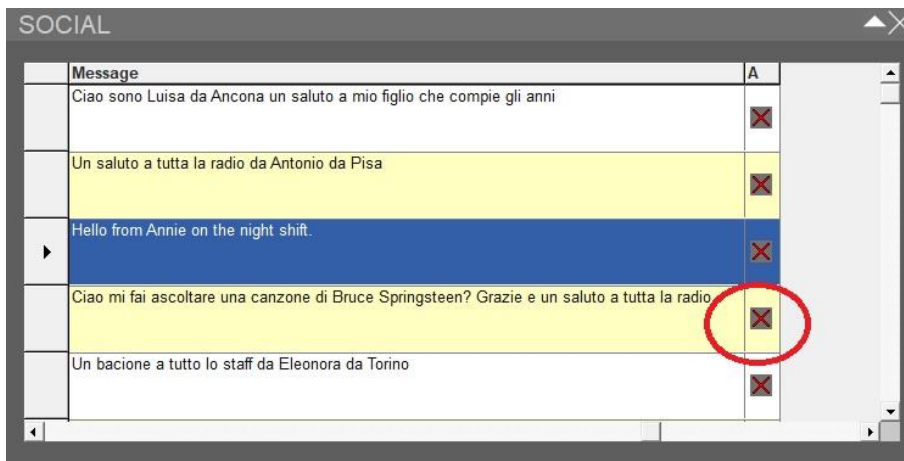 SOCIAL
Message A
Ciao sono Luisa da Ancona un saluto a mio figlio che compie gli anni
Un saluto a tutta la radio da Antonio da Pisa
Hello from Annie on the night shift.
Ciao mi fai ascoltare una canzone di Bruce Springsteen? Grazie e un saluto a tutta la radio
Un bacione a tutto lo staff da Eleonora da Torino